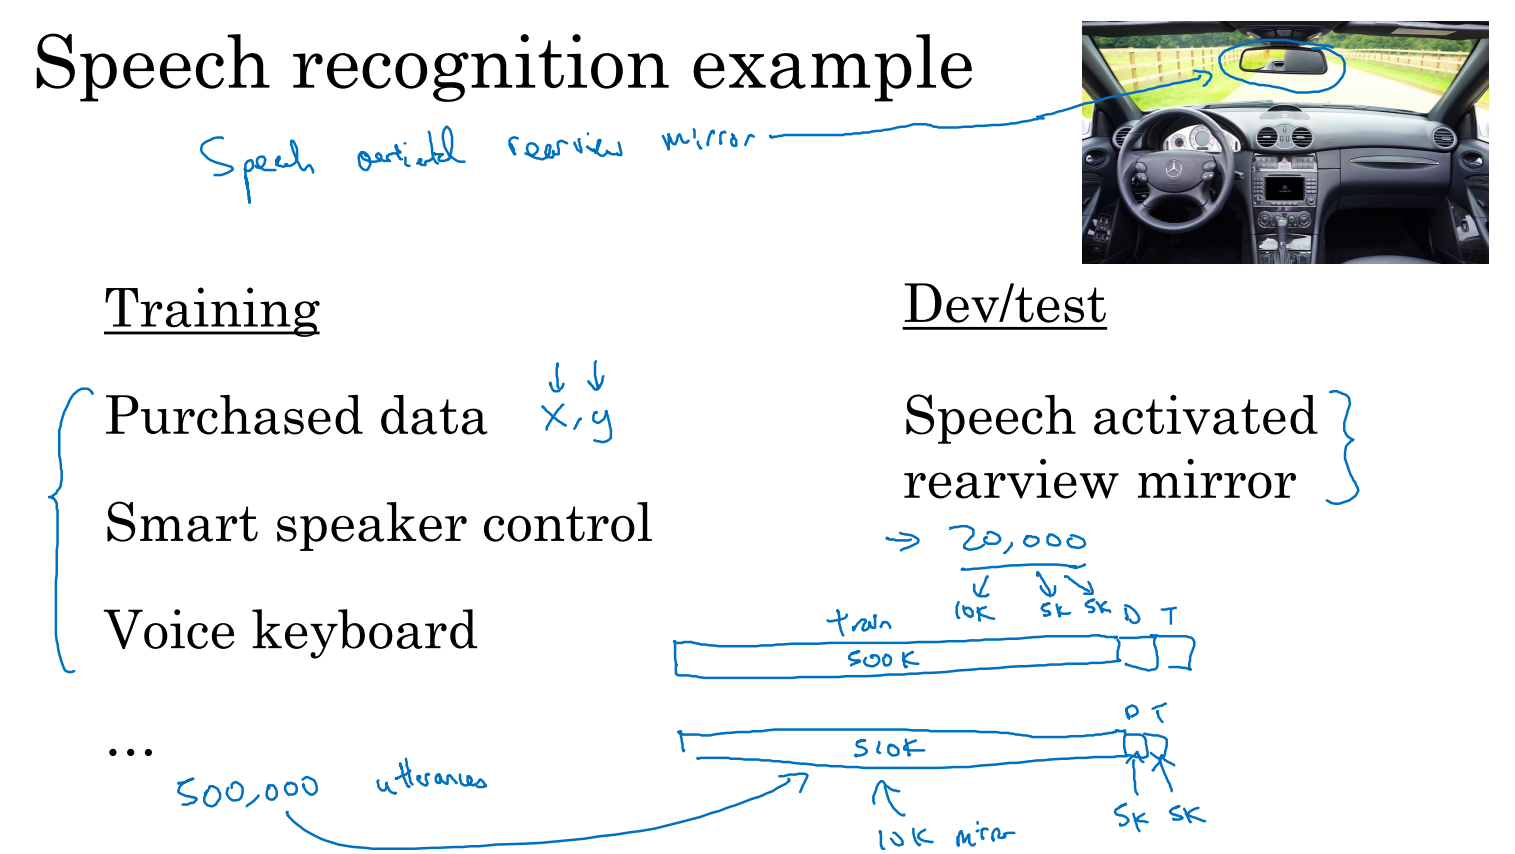 Speech recognition example
Speech activated rearview mirror
Training
Purchased data x, y
Smart speaker control
Voice keyboard
...
500,000 utterances
Dev/test
Speech activated
rearview mirror
20,000
10K 5K 5K
train D T
500K
D T
510K
5K 5K
10K mirror